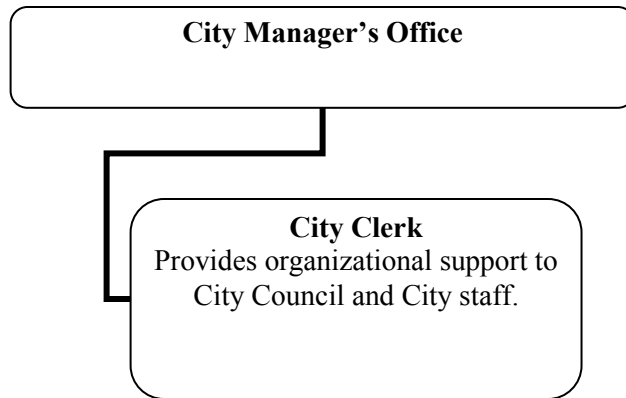 City Manager’s Office
City Clerk
Provides organizational support to
City Council and City staff.